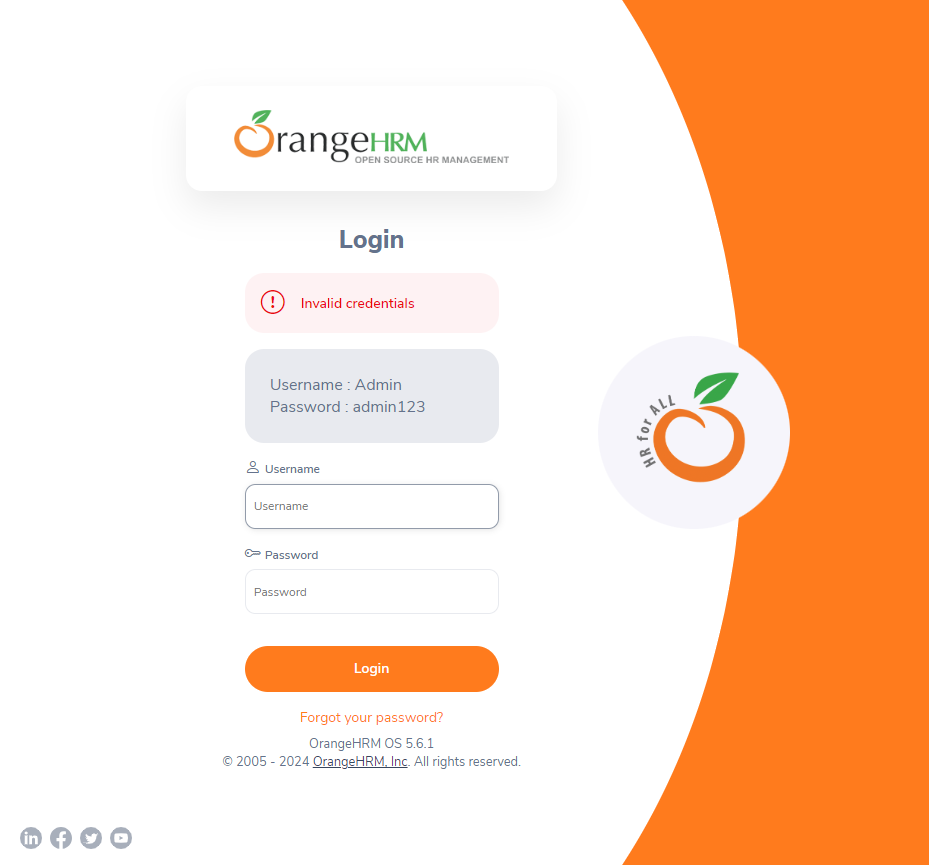 OrangeHRM
OPEN SOURCE HR MANAGEMENT
Login
Invalid credentials
Username : Admin
Password : admin123
Username
Username
Password
Password
Login
Forgot your password?
OrangeHRM OS 5.6.1
© 2005 - 2024 OrangeHRM, Inc. All rights reserved.
HR for ALL
in